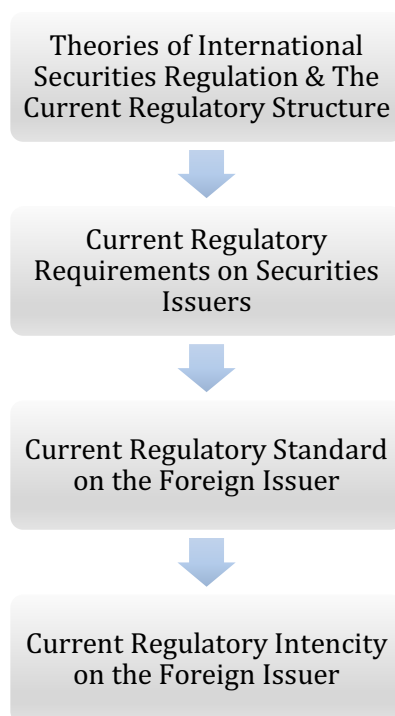 Theories of International
Securities Regulation & The
Current Regulatory Structure
Current Regulatory
Requirements on Securities
Issuers
Current Regulatory Standard
on the Foreign Issuer
Current Regulatory Intencity
on the Foreign Issuer